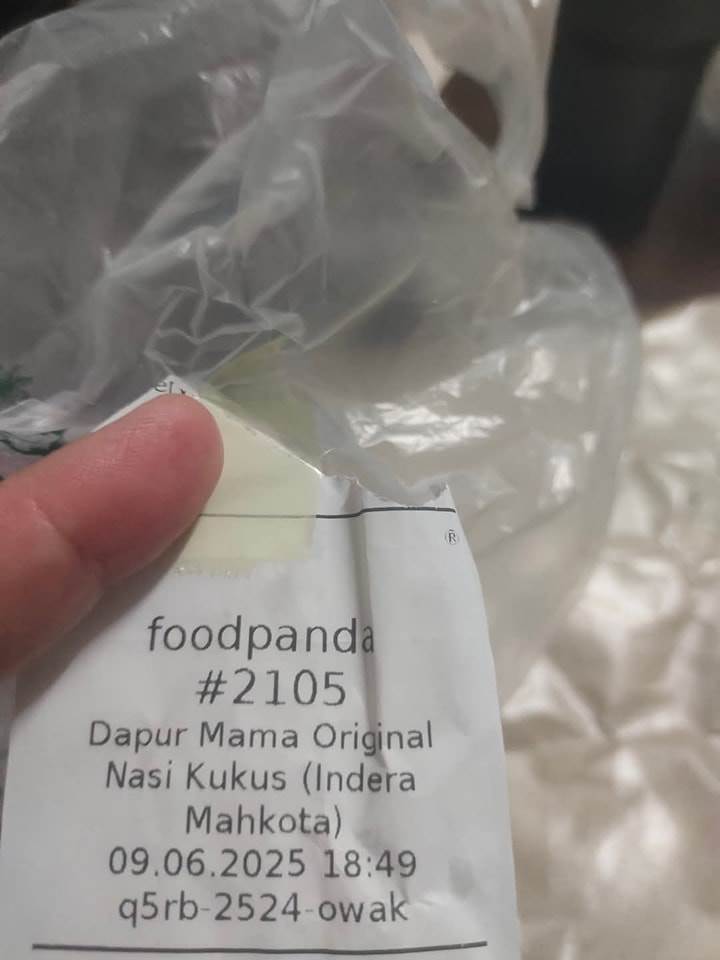 ®
foodpanda
#2105
Dapur Mama Original
Nasi Kukus (Indera
Mahkota)
09.06.2025 18:49
q5rb-2524-owak